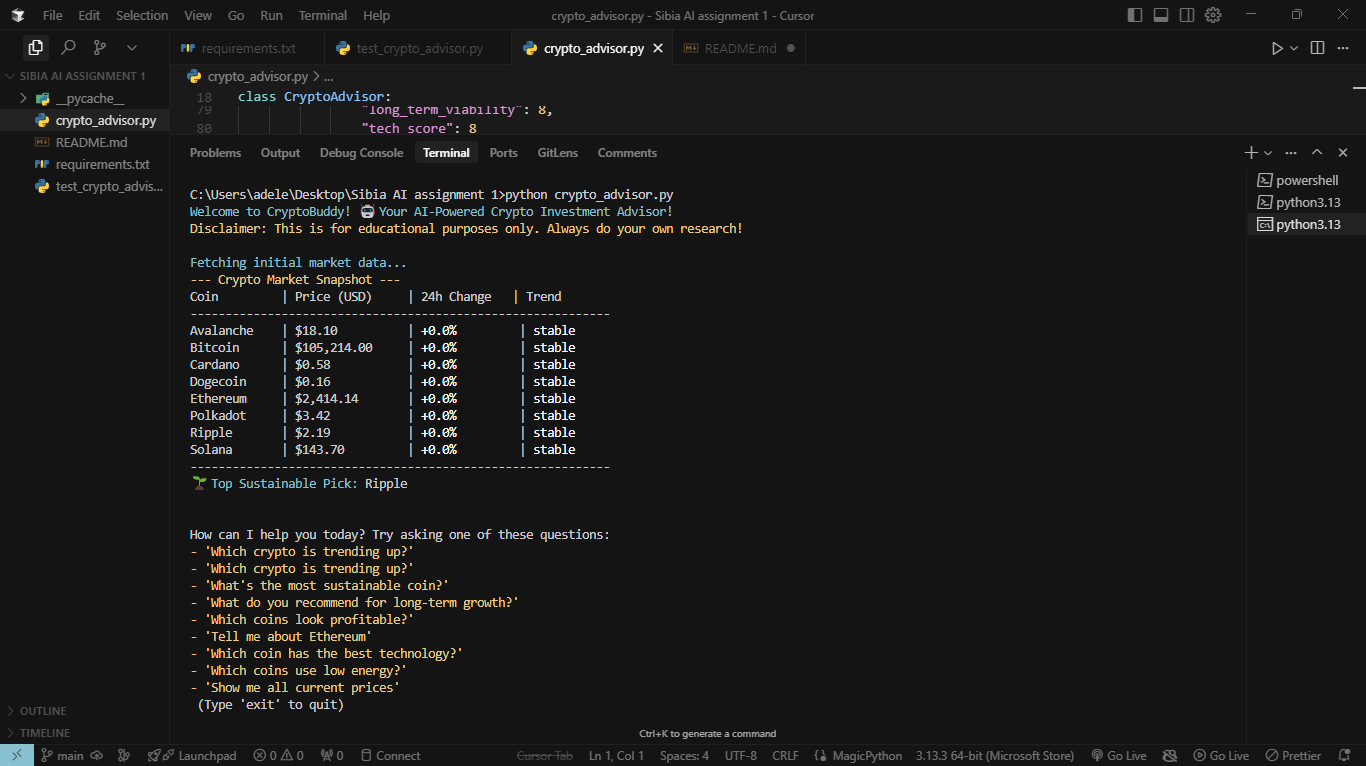 File Edit Selection View Go Run Terminal Help crypto_advisor.py - Sibia AI assignment 1 - Cursor
requirements.txt test_crypto_advisor.py crypto_advisor.py README.md
SIBIA AI ASSIGNMENT 1
__pycache__
crypto_advisor.py
README.md
requirements.txt
test_crypto_advis...
OUTLINE
TIMELINE
crypto_advisor.py > ...
18 class CryptoAdvisor:
79 "long_term_viability": 8,
80 "tech score": 8
Problems Output Debug Console Terminal Ports GitLens Comments
powershell
python3.13
python3.13
C:\Users\adele\Desktop\Sibia AI assignment 1>python crypto_advisor.py
Welcome to CryptoBuddy! 🤖 Your AI-Powered Crypto Investment Advisor!
Disclaimer: This is for educational purposes only. Always do your own research!
Fetching initial market data...
--- Crypto Market Snapshot ---
Coin | Price (USD) | 24h Change | Trend
------------------------------------------------------------
Avalanche | $18.10 | +0.0% | stable
Bitcoin | $105,214.00 | +0.0% | stable
Cardano | $0.58 | +0.0% | stable
Dogecoin | $0.16 | +0.0% | stable
Ethereum | $2,414.14 | +0.0% | stable
Polkadot | $3.42 | +0.0% | stable
Ripple | $2.19 | +0.0% | stable
Solana | $143.70 | +0.0% | stable
------------------------------------------------------------
🌱 Top Sustainable Pick: Ripple
How can I help you today? Try asking one of these questions:
- 'Which crypto is trending up?'
- 'Which crypto is trending up?'
- 'What's the most sustainable coin?'
- 'What do you recommend for long-term growth?'
- 'Which coins look profitable?'
- 'Tell me about Ethereum'
- 'Which coin has the best technology?'
- 'Which coins use low energy?'
- 'Show me all current prices'
(Type 'exit' to quit)
Ctrl+K to generate a command
main Launchpad 0 0 0 Connect Cursor Tab Ln 1, Col 1 Spaces: 4 UTF-8 CRLF MagicPython 3.13.3 64-bit (Microsoft Store) Go Live Go Live Prettier